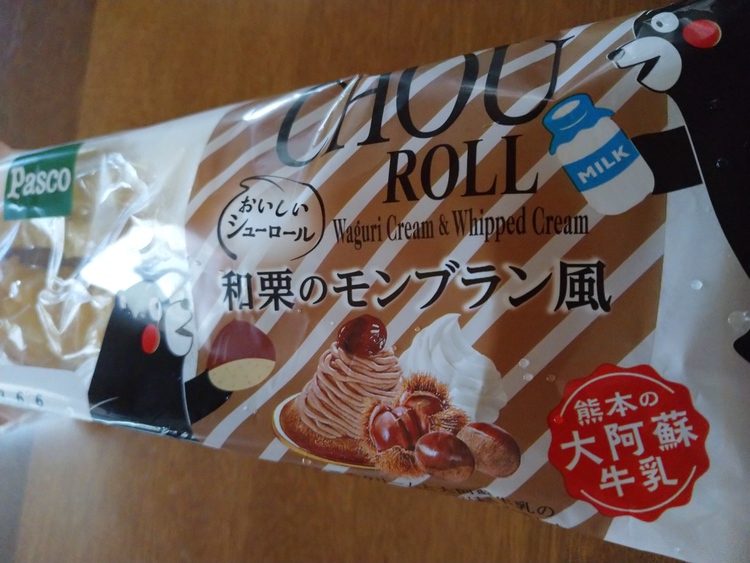 Pasco
CHOU
ROLL
MILK
おいしい
シューロール
Waguri Cream & Whipped Cream
和栗のモンブラン風
熊本の
大阿蘇
牛乳